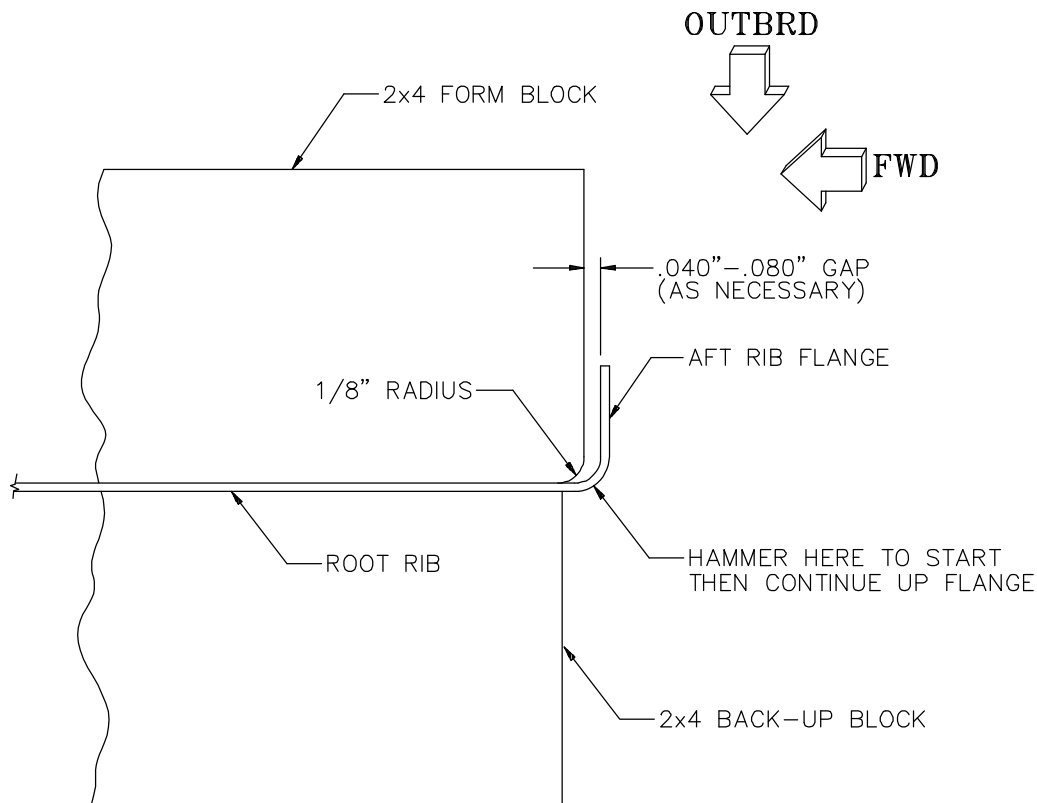 OUTBRD
2x4 FORM BLOCK
FWD
.040”–.080” GAP
(AS NECESSARY)
AFT RIB FLANGE
1/8” RADIUS
ROOT RIB
HAMMER HERE TO START
THEN CONTINUE UP FLANGE
2x4 BACK–UP BLOCK